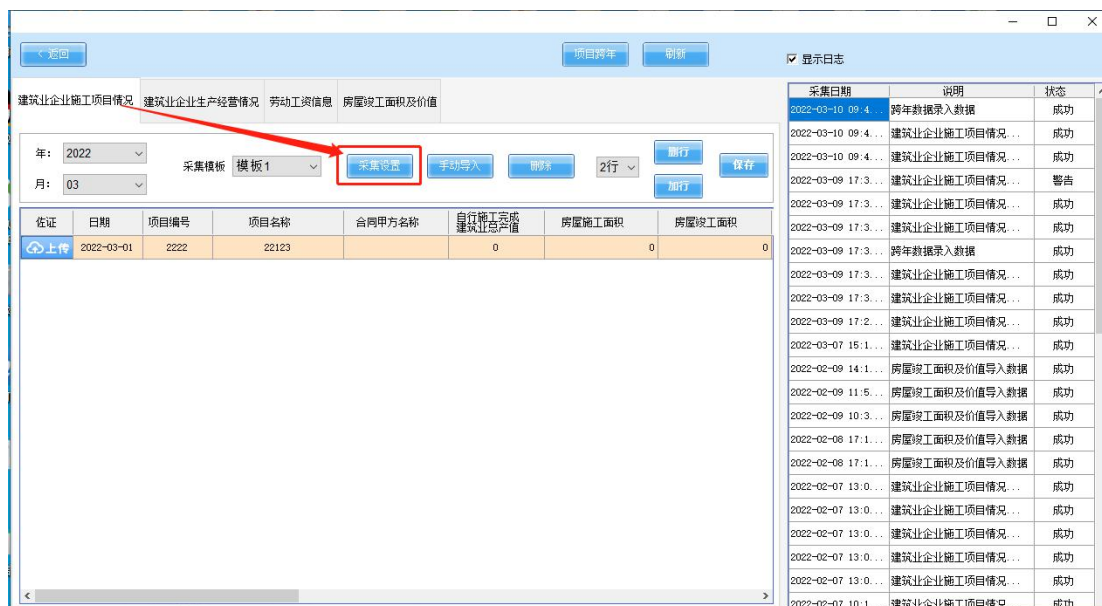 < 返回
项目跨年
刷新
显示日志
建筑业企业施工项目情况
建筑业企业生产经营情况
劳动工资信息
房屋竣工面积及价值
年: 2022
月: 03
采集模板 模板1
采集设置
手动导入
删除
2行
删行
加行
保存
佐证 日期 项目编号 项目名称 合同甲方名称 自行施工完成建筑业总产值 房屋施工面积 房屋竣工面积
上传 2022-03-01 2222 22123 0 0 0
采集日期 说明 状态
2022-03-10 09:4... 跨年数据录入数据 成功
2022-03-10 09:4... 建筑业企业施工项目情况... 成功
2022-03-10 09:4... 建筑业企业施工项目情况... 成功
2022-03-09 17:3... 建筑业企业施工项目情况... 警告
2022-03-09 17:3... 建筑业企业施工项目情况... 成功
2022-03-09 17:3... 建筑业企业施工项目情况... 成功
2022-03-09 17:3... 跨年数据录入数据 成功
2022-03-09 17:3... 建筑业企业施工项目情况... 成功
2022-03-09 17:3... 建筑业企业施工项目情况... 成功
2022-03-09 17:2... 建筑业企业施工项目情况... 成功
2022-03-07 15:1... 建筑业企业施工项目情况... 成功
2022-02-09 14:1... 房屋竣工面积及价值导入数据 成功
2022-02-09 11:5... 房屋竣工面积及价值导入数据 成功
2022-02-09 10:3... 房屋竣工面积及价值导入数据 成功
2022-02-08 17:1... 房屋竣工面积及价值导入数据 成功
2022-02-08 17:1... 房屋竣工面积及价值导入数据 成功
2022-02-07 13:0... 建筑业企业施工项目情况... 成功
2022-02-07 13:0... 建筑业企业施工项目情况... 成功
2022-02-07 13:0... 建筑业企业施工项目情况... 成功
2022-02-07 13:0... 建筑业企业施工项目情况... 成功
2022-02-07 13:0... 建筑业企业施工项目情况... 成功
2022-02-07 10:1... 建筑业企业施工项目情况 成功